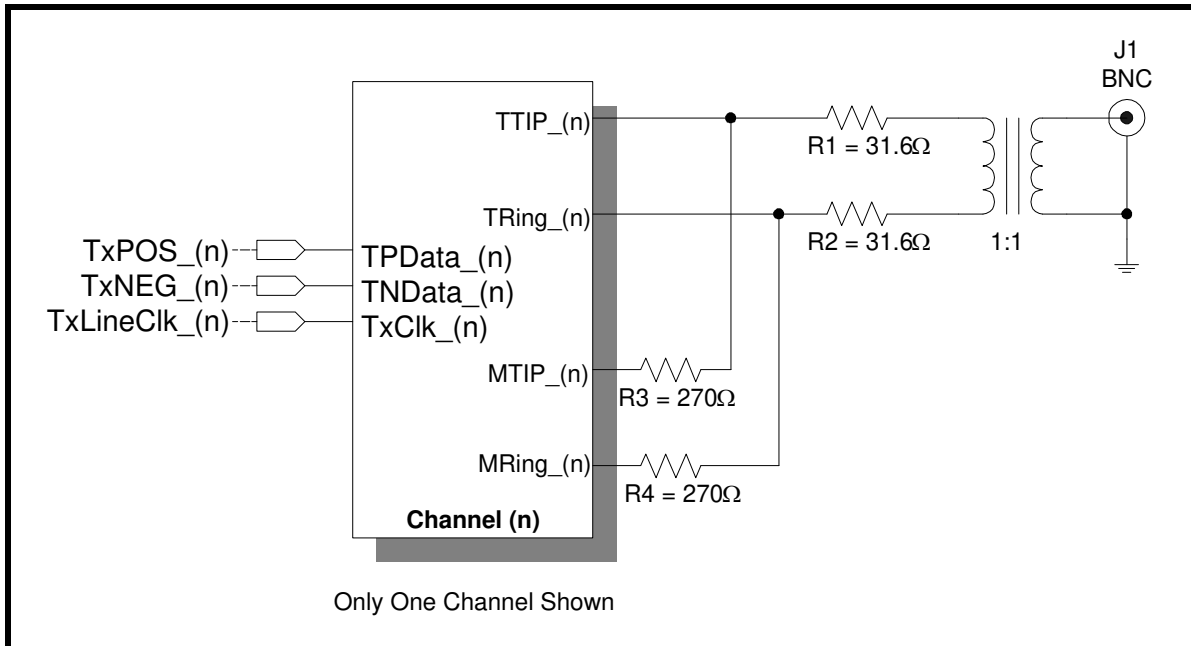 J1
BNC
TTIP_(n)
R1 = 31.6Ω
TRing_(n)
R2 = 31.6Ω
1:1
TxPOS_(n)
TPData_(n)
TxNEG_(n)
TNData_(n)
TxLineClk_(n)
TxClk_(n)
MTIP_(n)
R3 = 270Ω
MRing_(n)
R4 = 270Ω
Channel (n)
Only One Channel Shown